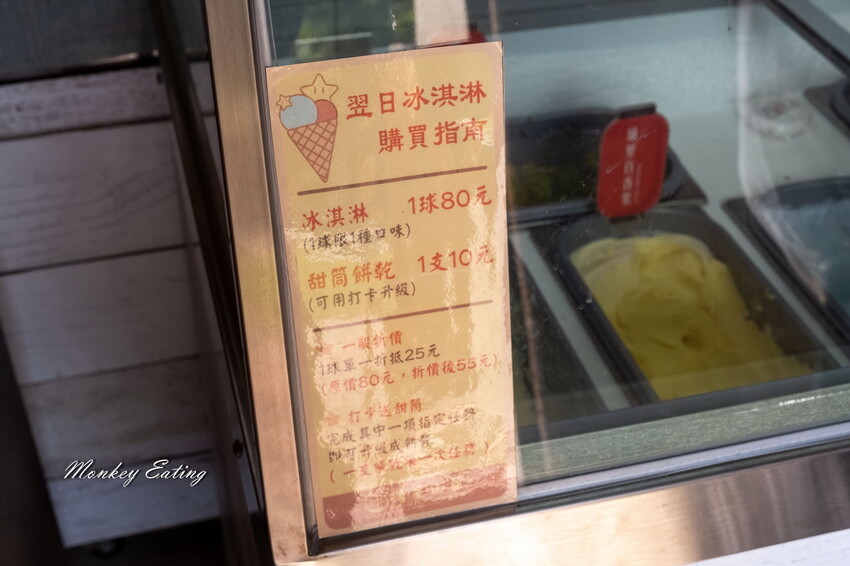 翌日冰淇淋
購買指南
冰淇淋 1球80元
(1球限1種口味)
甜筒餅乾 1支10元
(可用打卡升級)
一般折價
1球單一折抵25元
(原價80元，折價後55元)
打卡送甜筒
完成其中一項指定任務
即可升級成餅乾
Monkey Eating